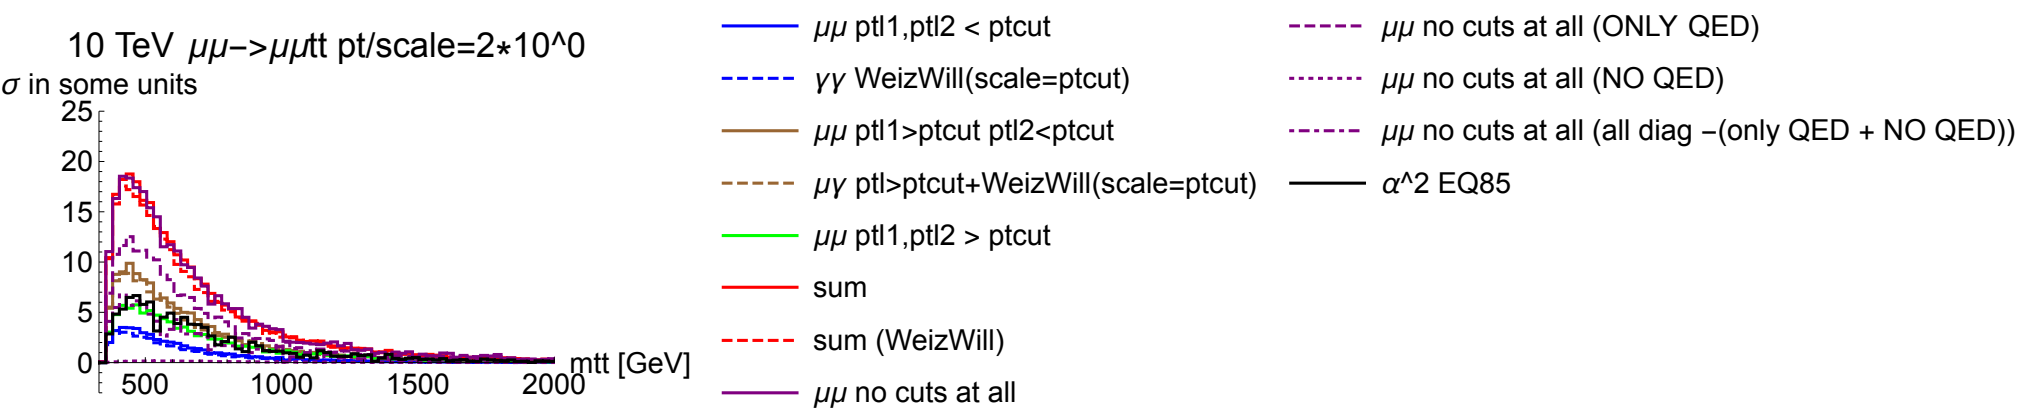 10 TeV μμ−>μμtt pt/scale=2*10^0
σ in some units
25
20
15
10
5
0
500 1000 1500 2000
mtt [GeV]
μμ ptl1,ptl2 < ptcut
γγ WeizWill(scale=ptcut)
μμ ptl1>ptcut ptl2<ptcut
μγ ptl>ptcut+WeizWill(scale=ptcut)
μμ ptl1,ptl2 > ptcut
sum
sum (WeizWill)
μμ no cuts at all
μμ no cuts at all (ONLY QED)
μμ no cuts at all (NO QED)
μμ no cuts at all (all diag −(only QED + NO QED))
α^2 EQ85